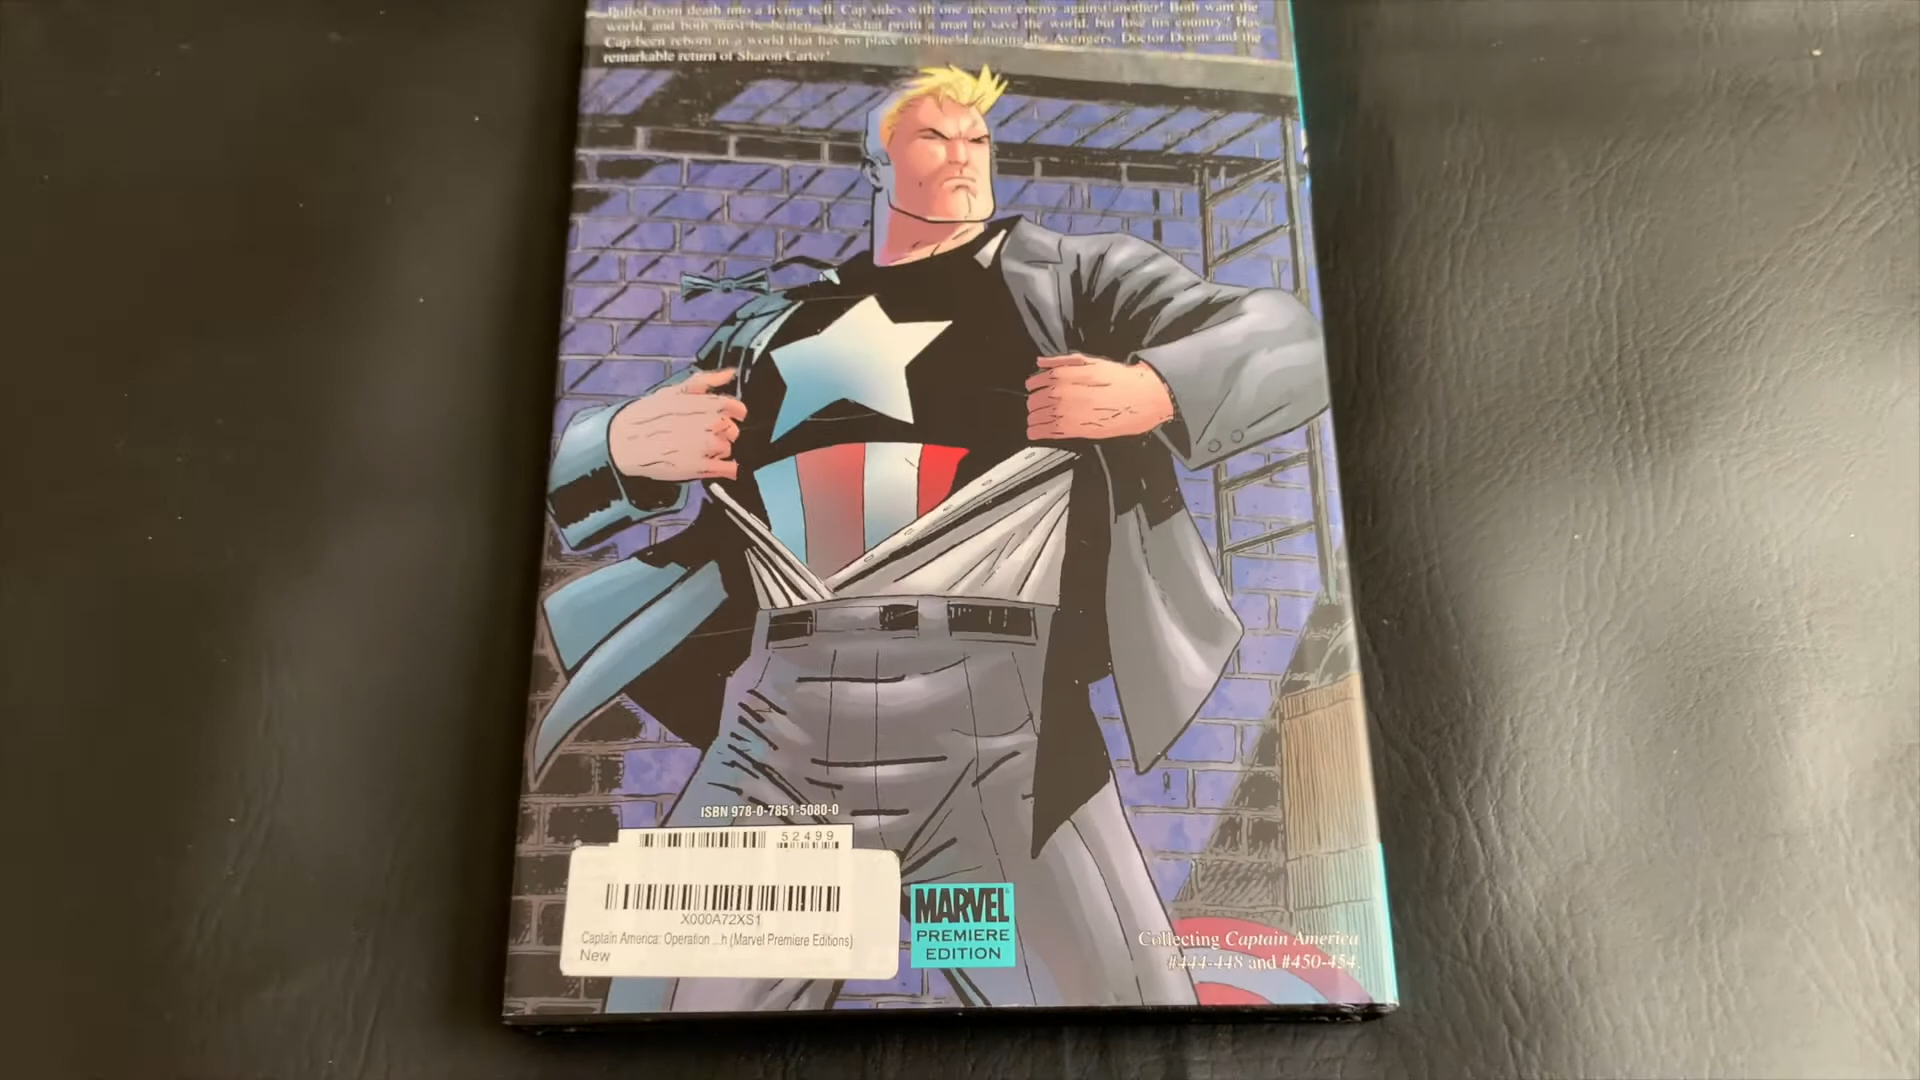 Pulled from death into a living hell, Cap sides with one ancient enemy against another! Both want the
world, and both must be beaten—yet what profit a man to save the world, but lose his country? Has
Cap been reborn in a world that has no place for him? Featuring the Avengers, Doctor Doom and the
remarkable return of Sharon Carter!
ISBN 978-0-7851-5080-0
52499
X000A72XS1
Captain America: Operation ...h (Marvel Premiere Editions)
New
MARVEL
PREMIERE
EDITION
Collecting Captain America
#444-448 and #450-454.